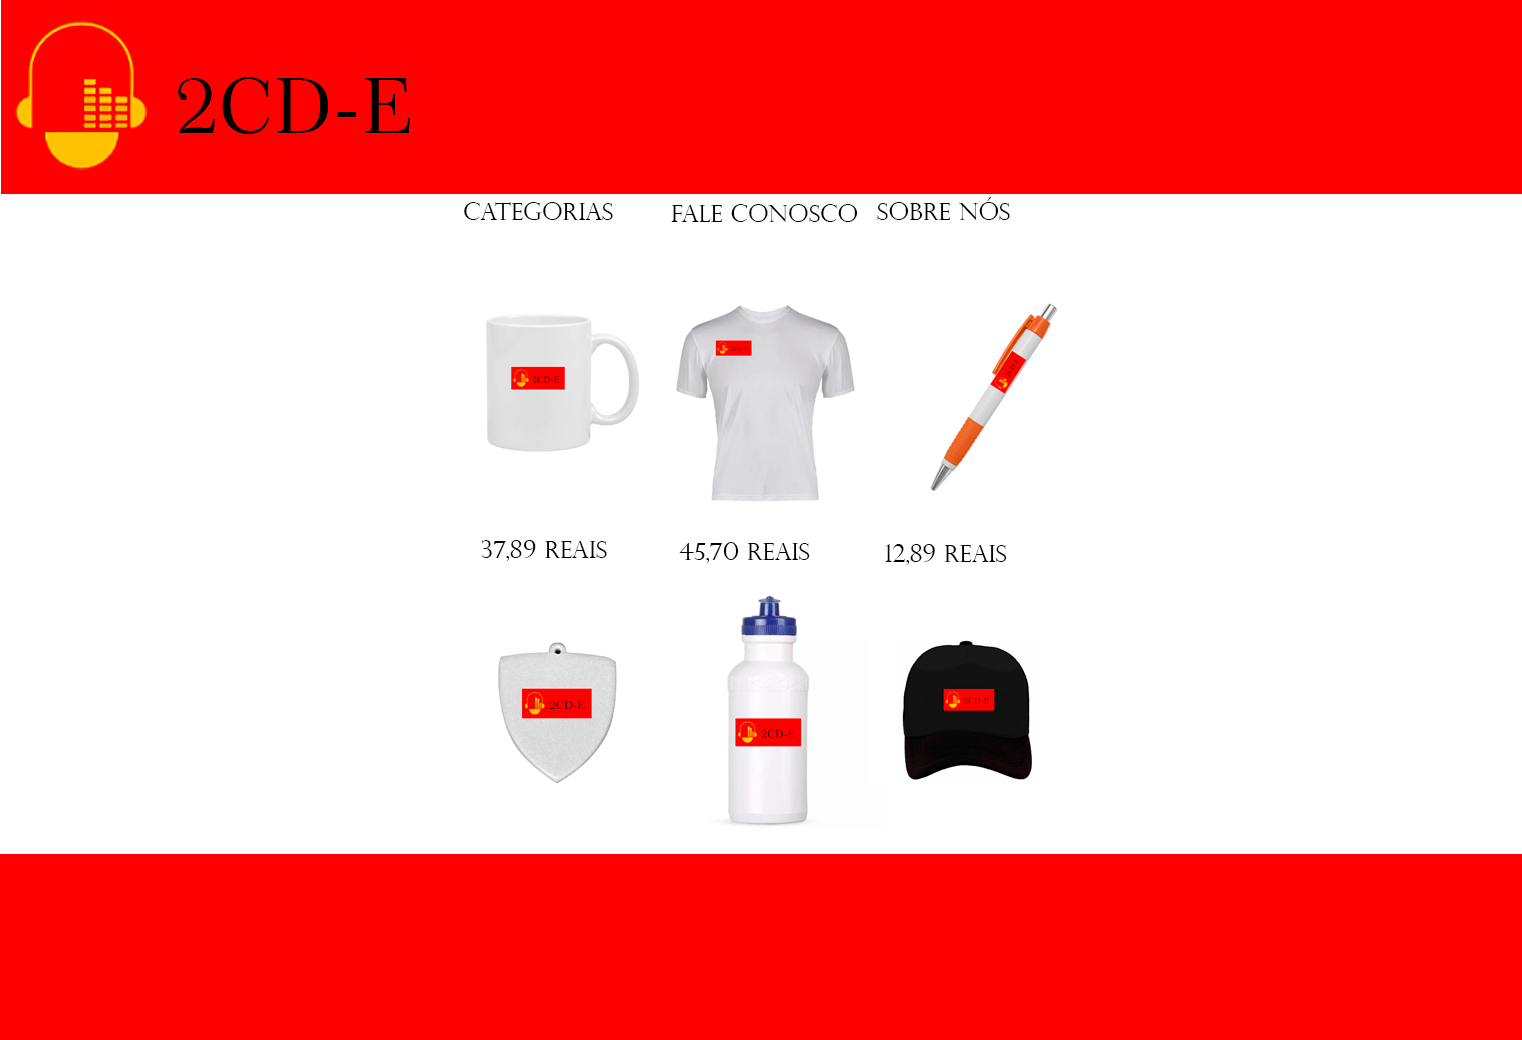 2CD-E
CATEGORIAS
FALE CONOSCO
SOBRE NÓS
2CD-E
2CD-E
2CD-E
37,89 REAIS
45,70 REAIS
12,89 REAIS
2CD-E
2CD-E
2CD-E